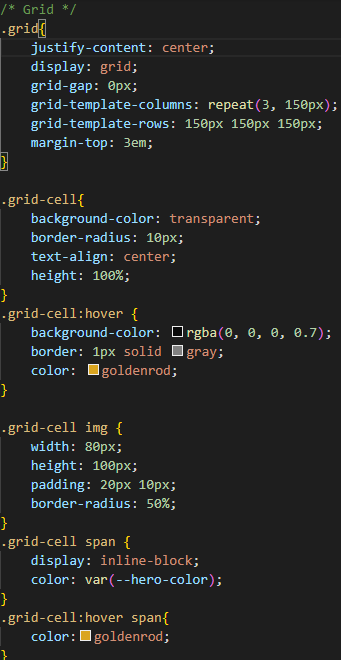 /* Grid */
.grid{
    justify-content: center;
    display: grid;
    grid-gap: 0px;
    grid-template-columns: repeat(3, 150px);
    grid-template-rows: 150px 150px 150px;
    margin-top: 3em;
}

.grid-cell{
    background-color: transparent;
    border-radius: 10px;
    text-align: center;
    height: 100%;
}
.grid-cell:hover {
    background-color: rgba(0, 0, 0, 0.7);
    border: 1px solid gray;
    color: goldenrod;
}

.grid-cell img {
    width: 80px;
    height: 100px;
    padding: 20px 10px;
    border-radius: 50%;
}
.grid-cell span {
    display: inline-block;
    color: var(--hero-color);
}
.grid-cell:hover span{
    color:goldenrod;
}